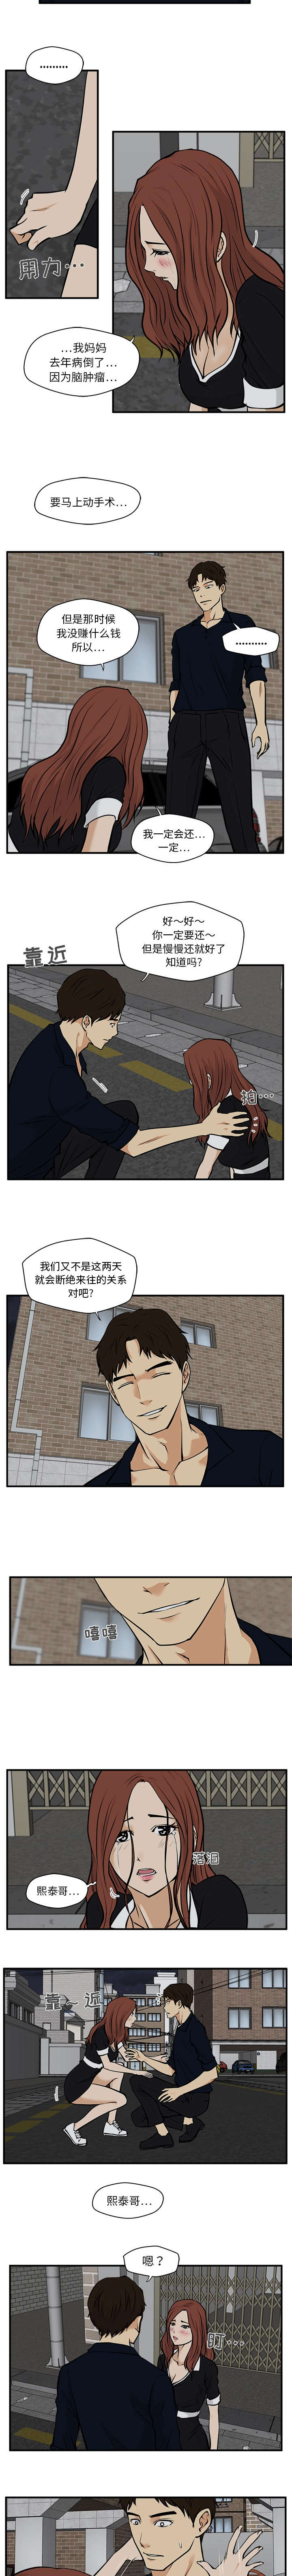 ·········
用力···
...我妈妈
去年病倒了...
因为脑肿瘤...
要马上动手术...
但是那时候
我没赚什么钱
所以...
··········
我一定会还...
一定...
靠近
好～好～
你一定要还～
但是慢慢还就好了
知道吗?
拍···
我们又不是这两天
就会断绝来往的关系
对吧?
嘻嘻
落泪
熙泰哥...
靠～近
熙泰哥...
嗯？
盯···